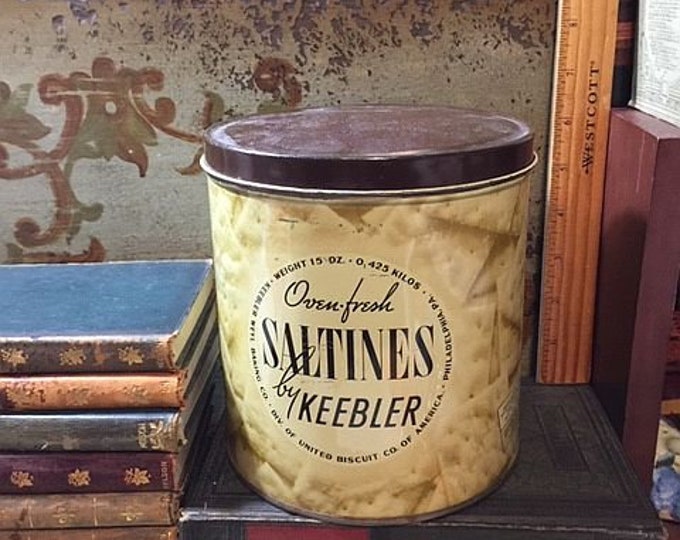 WEIGHT 15 OZ. • 0,425 KILOS •
KEEBLER WEYL BAKING CO. • DIV. OF UNITED BISCUIT CO. OF AMERICA. • PHILADELPHIA, PA.
Oven-fresh
SALTINES
by KEEBLER
WESTCOTT